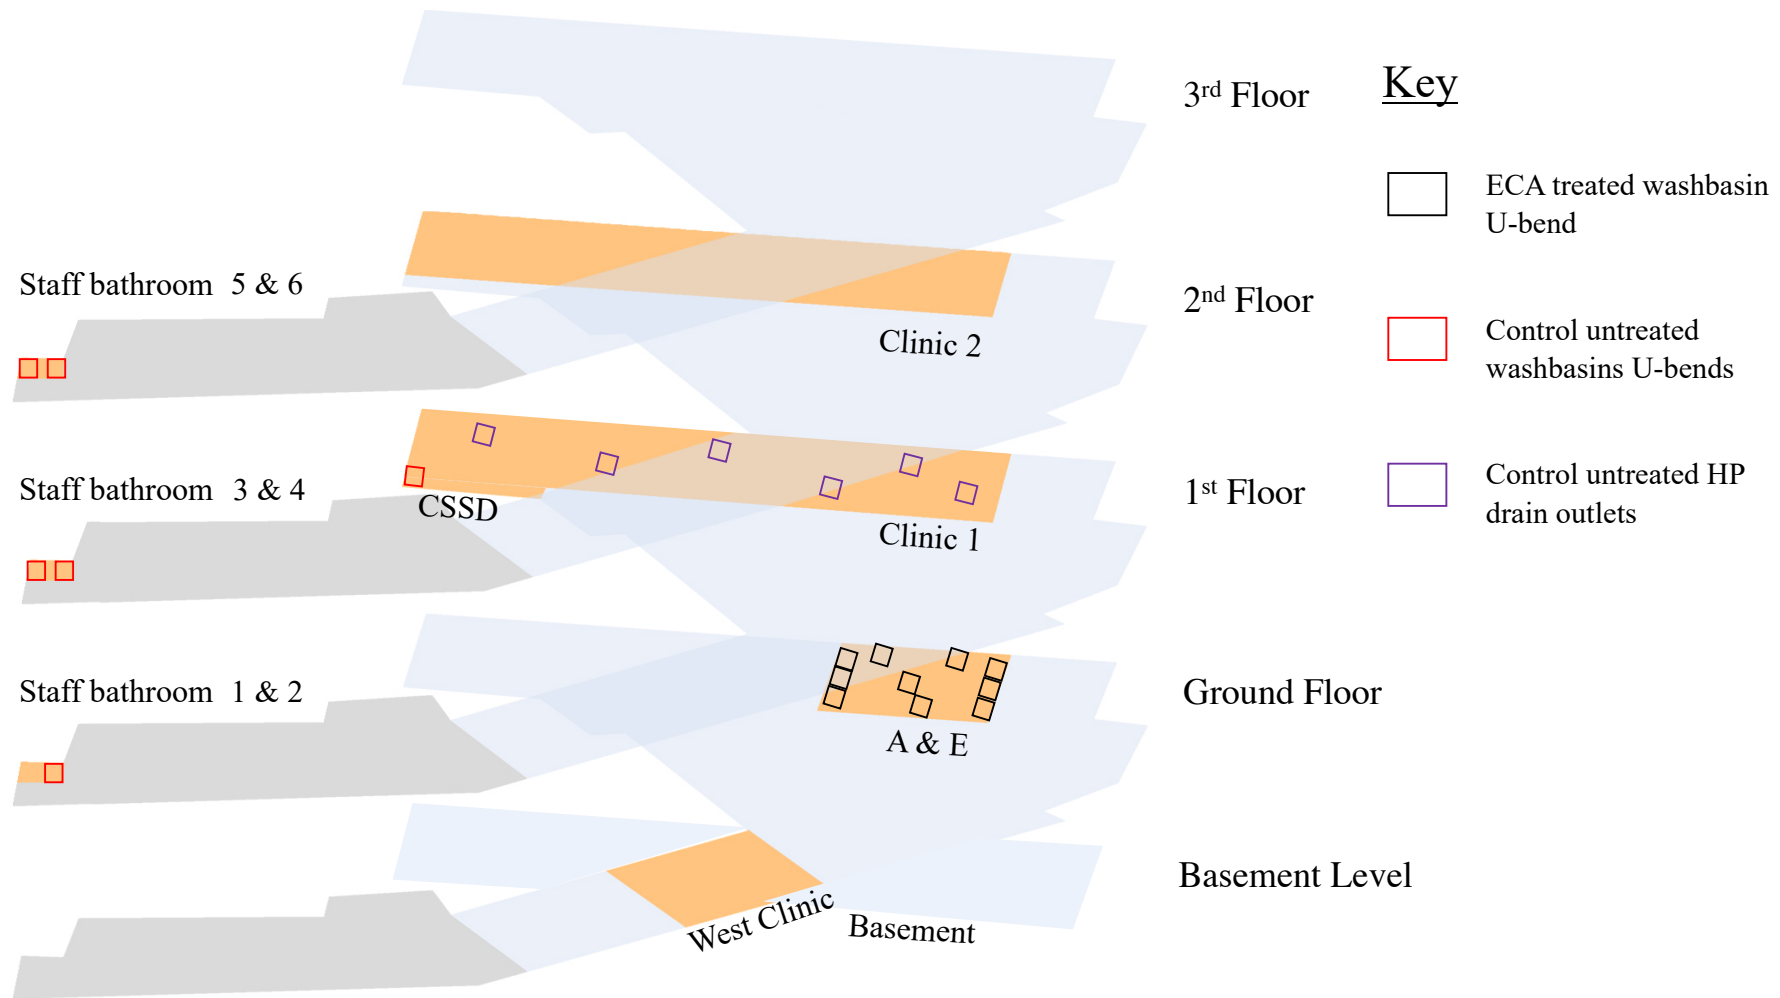 3rd Floor
Key
ECA treated washbasin
U-bend
Staff bathroom 5 & 6
2nd Floor
Clinic 2
Control untreated
washbasins U-bends
Staff bathroom 3 & 4
CSSD
Clinic 1
1st Floor
Control untreated HP
drain outlets
Staff bathroom 1 & 2
Ground Floor
A & E
Basement Level
West Clinic
Basement